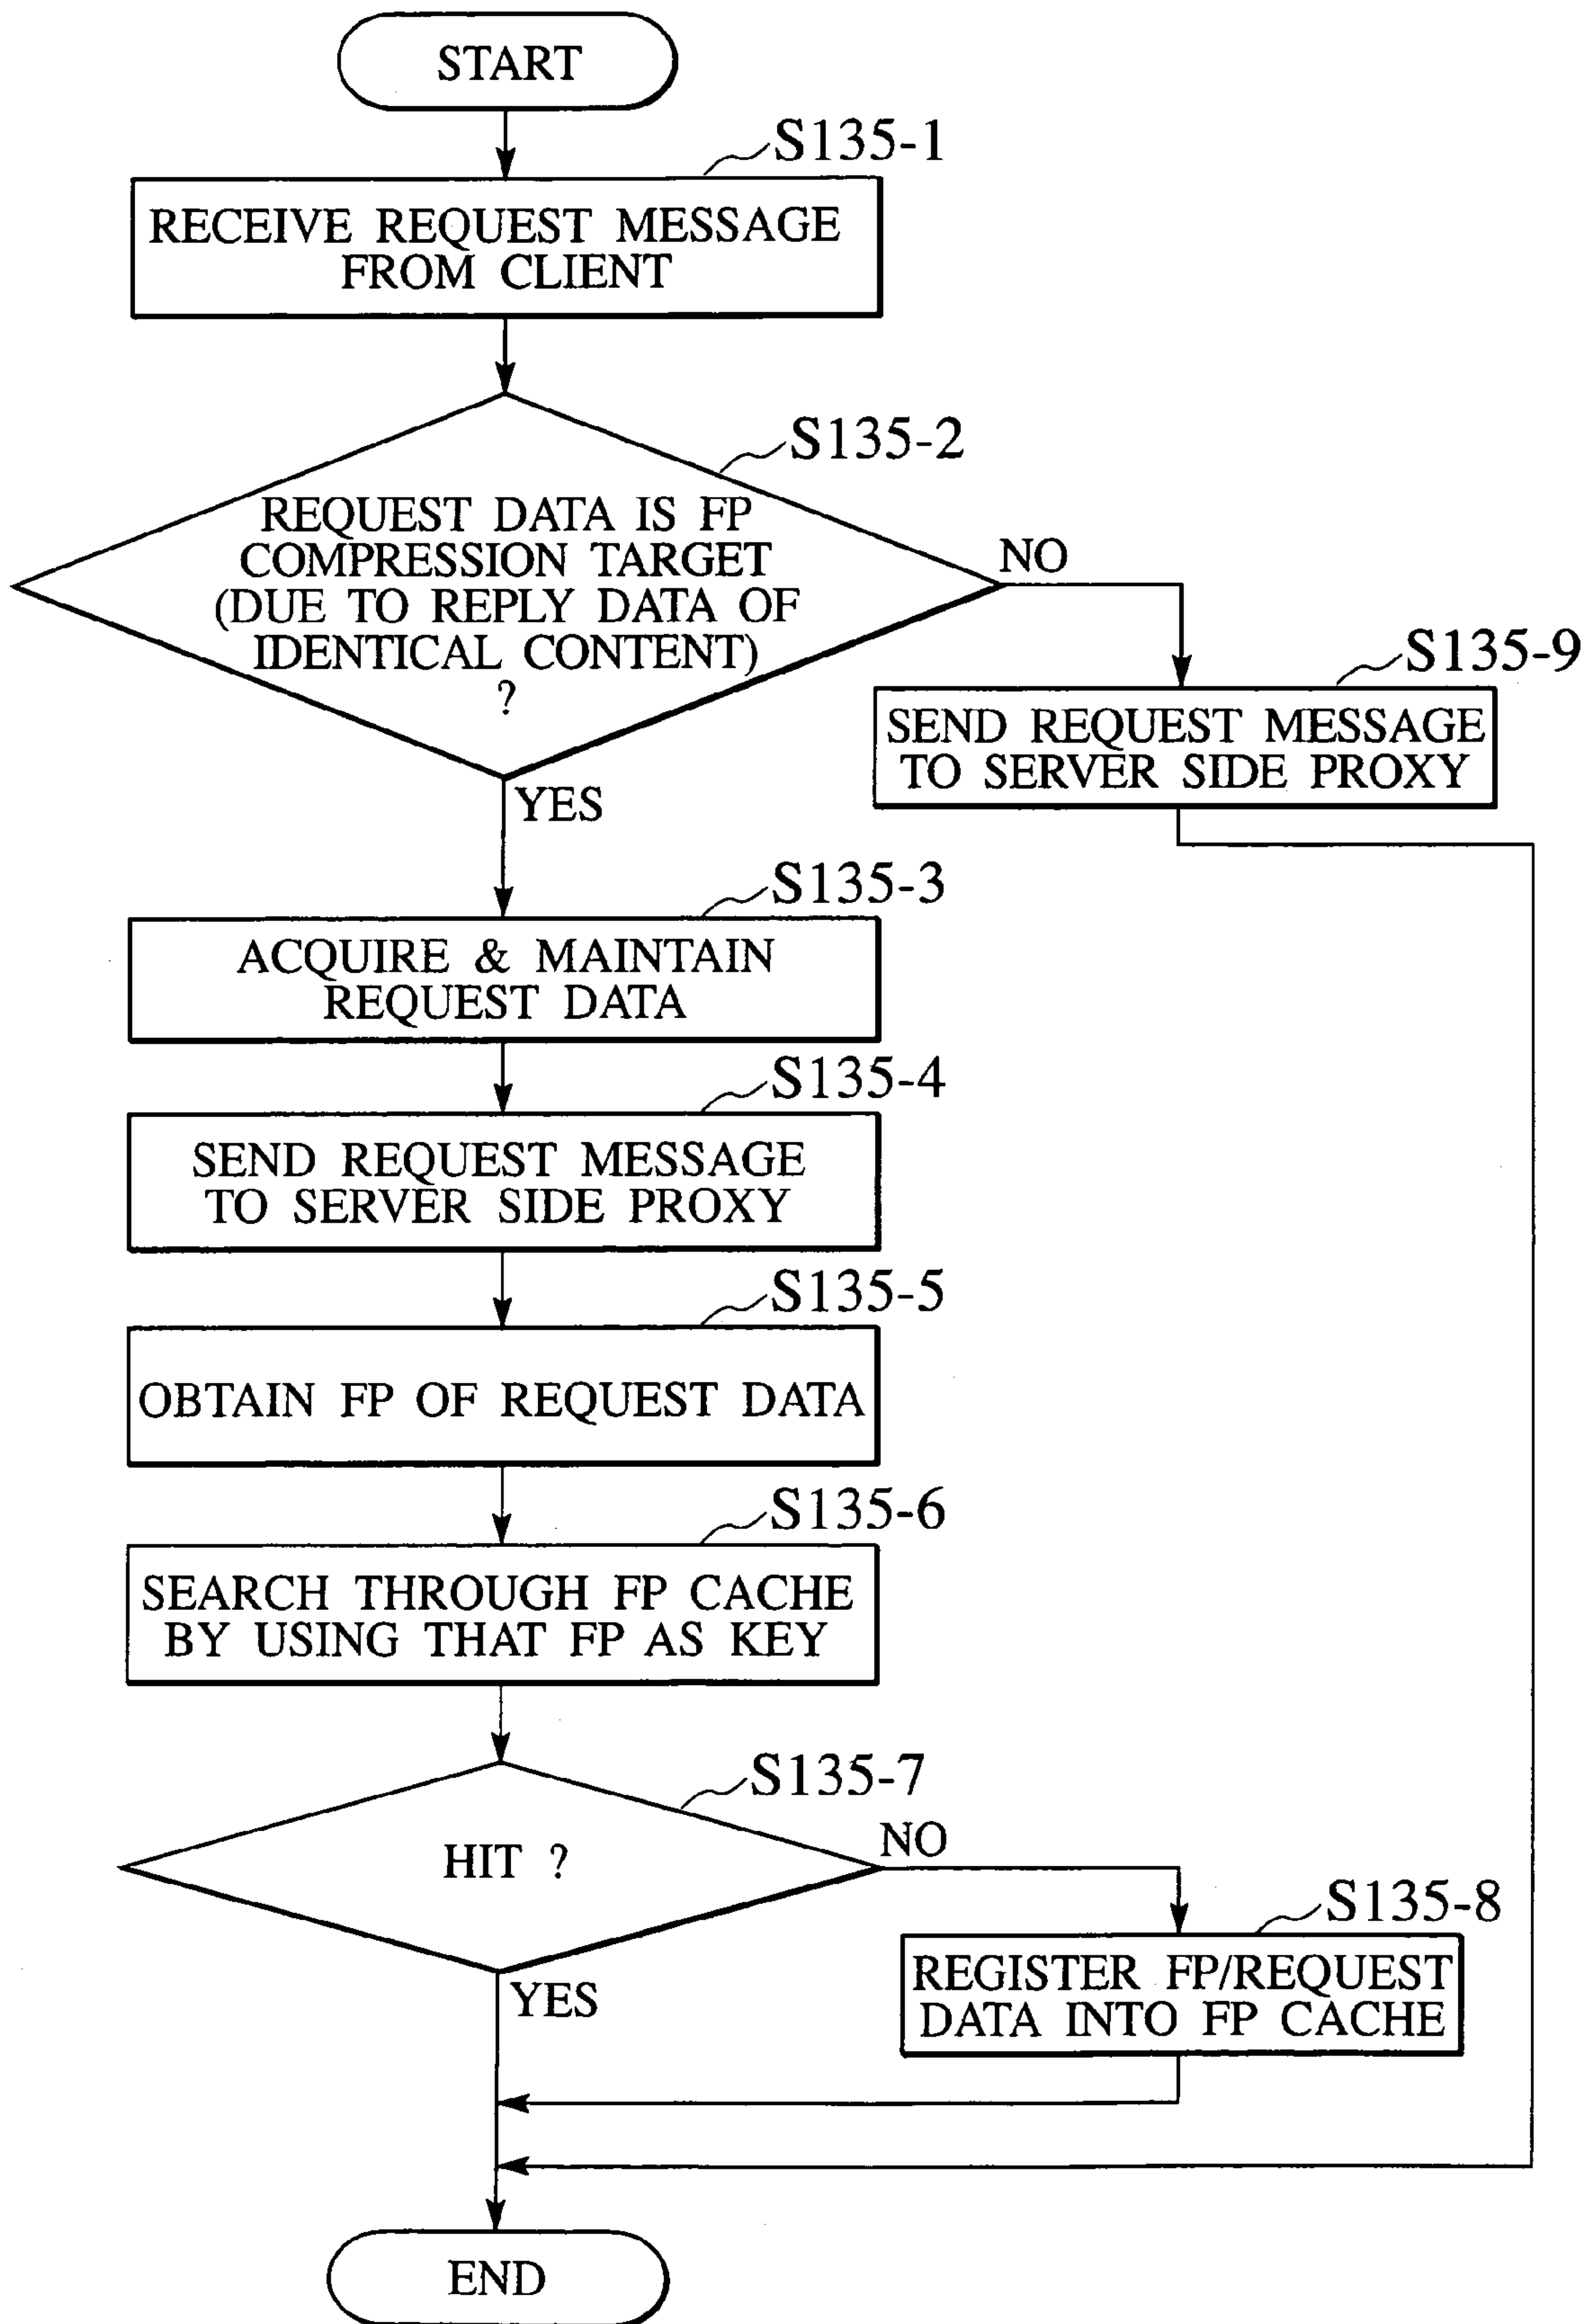 START
S135-1
RECEIVE REQUEST MESSAGE
FROM CLIENT
S135-2
REQUEST DATA IS FP
COMPRESSION TARGET
(DUE TO REPLY DATA OF
IDENTICAL CONTENT)
?
NO
YES
S135-9
SEND REQUEST MESSAGE
TO SERVER SIDE PROXY
S135-3
ACQUIRE & MAINTAIN
REQUEST DATA
S135-4
SEND REQUEST MESSAGE
TO SERVER SIDE PROXY
S135-5
OBTAIN FP OF REQUEST DATA
S135-6
SEARCH THROUGH FP CACHE
BY USING THAT FP AS KEY
S135-7
HIT ?
NO
YES
S135-8
REGISTER FP/REQUEST
DATA INTO FP CACHE
END